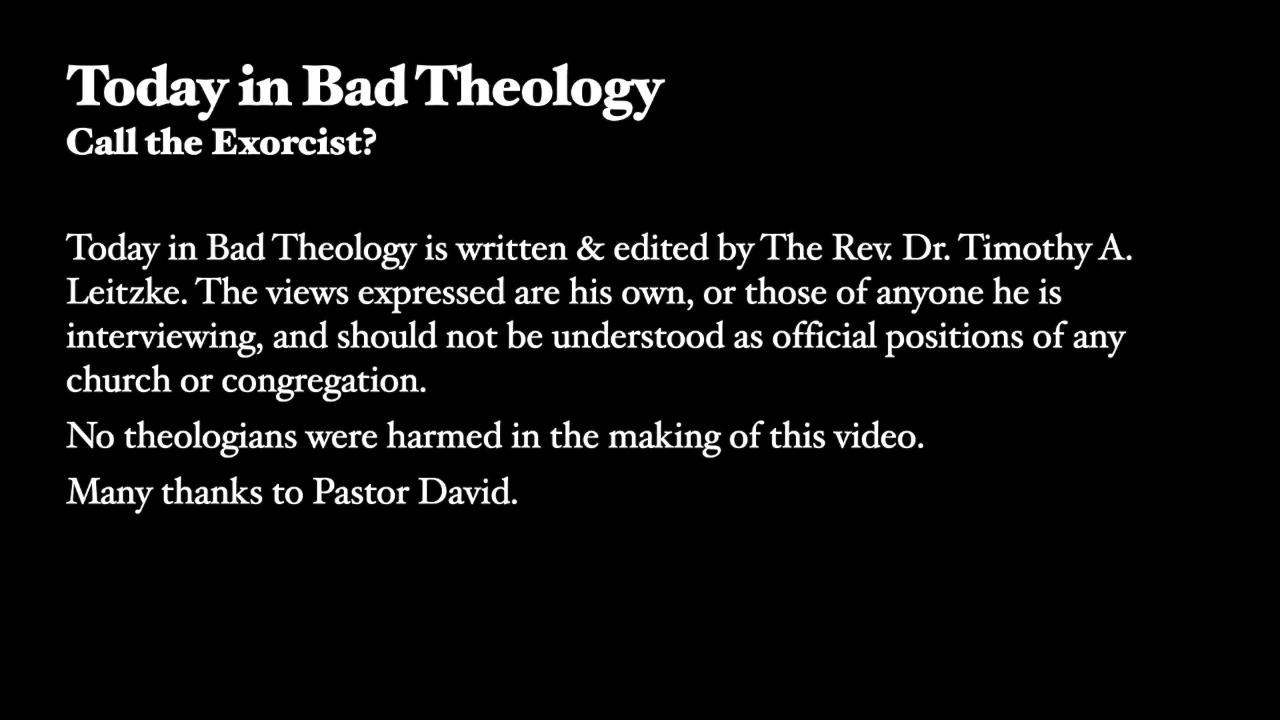 Today in Bad Theology
Call the Exorcist?
Today in Bad Theology is written & edited by The Rev. Dr. Timothy A.
Leitzke. The views expressed are his own, or those of anyone he is
interviewing, and should not be understood as official positions of any
church or congregation.
No theologians were harmed in the making of this video.
Many thanks to Pastor David.